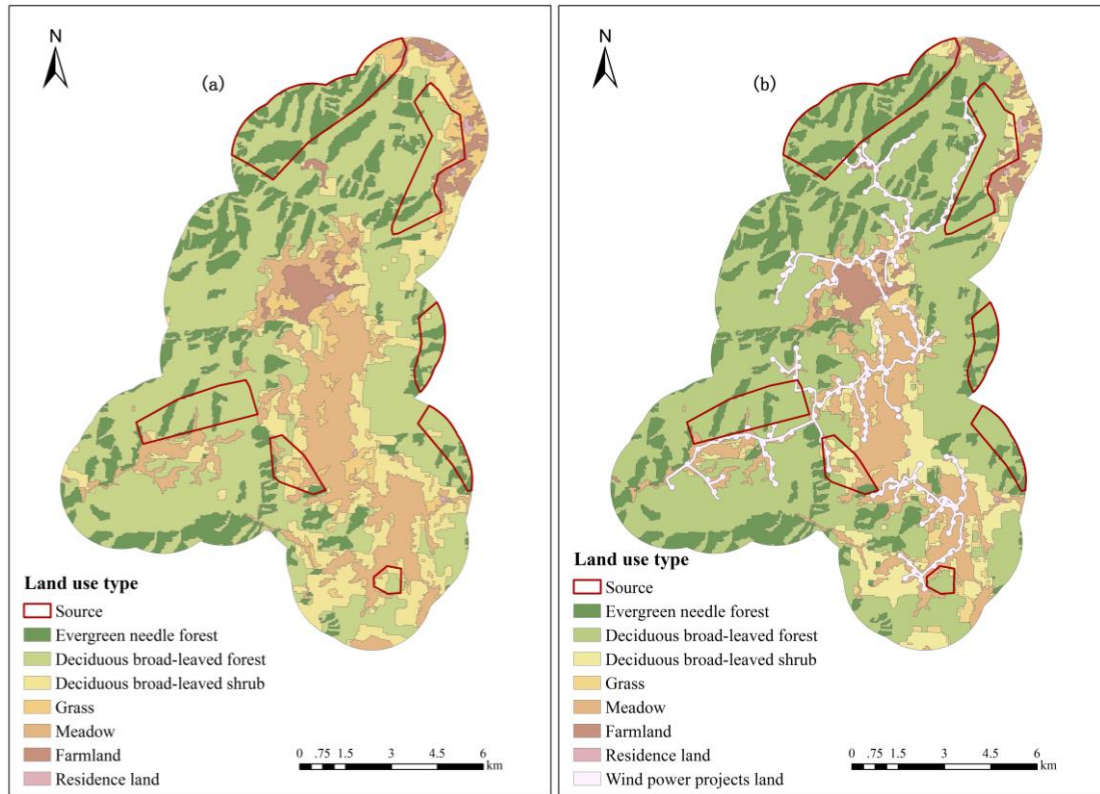 N
(a)
Land use type
Source
Evergreen needle forest
Deciduous broad-leaved forest
Deciduous broad-leaved shrub
Grass
Meadow
Farmland
Residence land
0 .75 1.5 3 4.5 6
km
N
(b)
Land use type
Source
Evergreen needle forest
Deciduous broad-leaved forest
Deciduous broad-leaved shrub
Grass
Meadow
Farmland
Residence land
Wind power projects land
0 .75 1.5 3 4.5 6
km